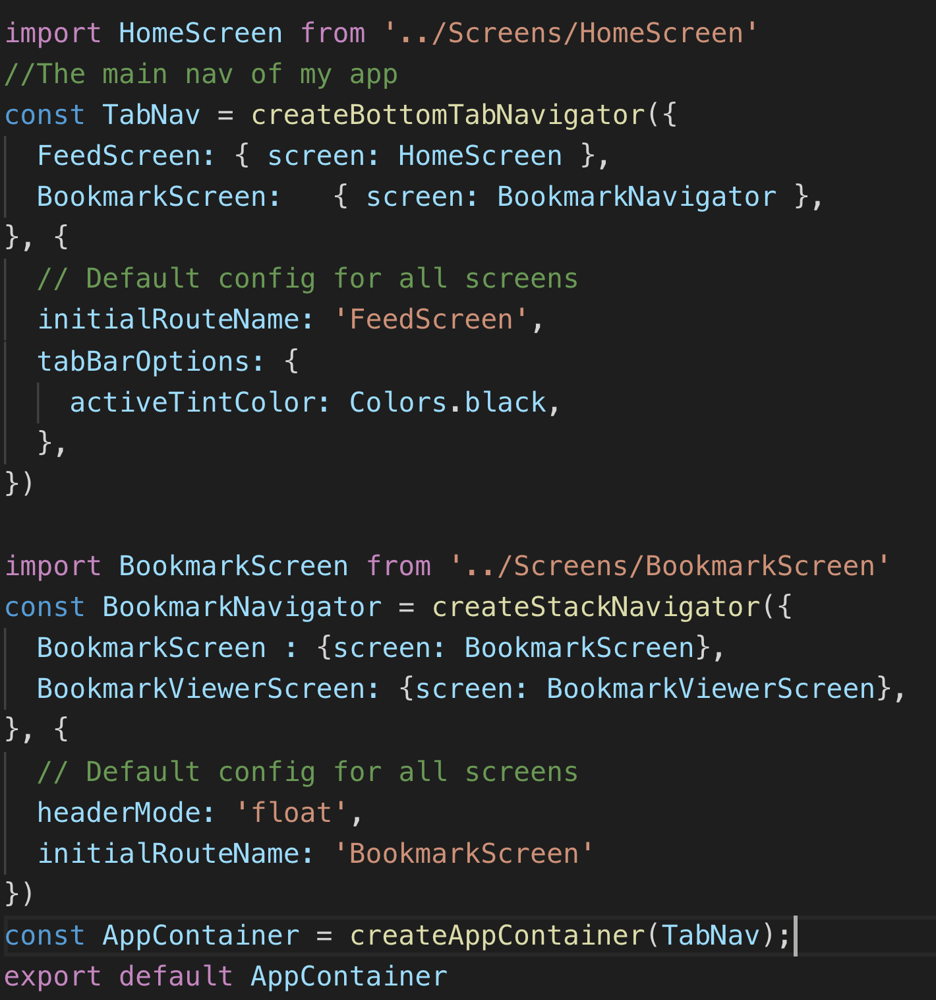 import HomeScreen from '../Screens/HomeScreen'
//The main nav of my app
const TabNav = createBottomTabNavigator({
  FeedScreen: { screen: HomeScreen },
  BookmarkScreen:   { screen: BookmarkNavigator },
}, {
  // Default config for all screens
  initialRouteName: 'FeedScreen',
  tabBarOptions: {
    activeTintColor: Colors.black,
  },
})

import BookmarkScreen from '../Screens/BookmarkScreen'
const BookmarkNavigator = createStackNavigator({
  BookmarkScreen : {screen: BookmarkScreen},
  BookmarkViewerScreen: {screen: BookmarkViewerScreen},
}, {
  // Default config for all screens
  headerMode: 'float',
  initialRouteName: 'BookmarkScreen'
})
const AppContainer = createAppContainer(TabNav);
export default AppContainer